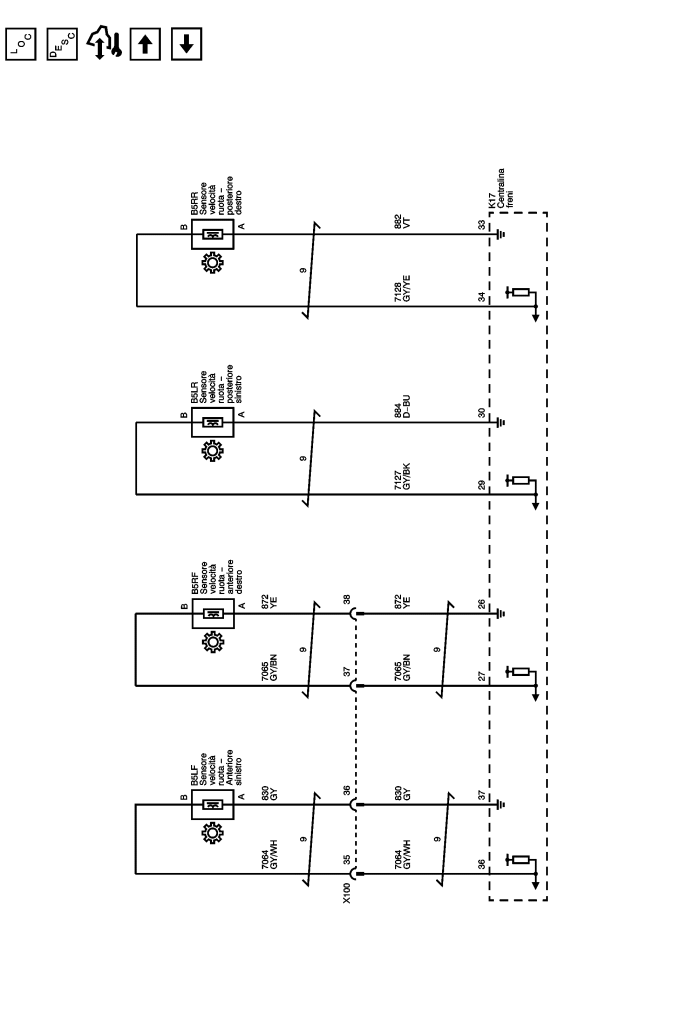 LOC
DESC
B5LF
Sensore
velocità
ruota –
Anteriore
sinistro
B
A
7064
GY/WH
830
GY
9
X100
35
36
7064
GY/WH
830
GY
9
36
37
B5RF
Sensore
velocità
ruota –
anteriore
destro
B
A
7065
GY/BN
872
YE
9
37
38
7065
GY/BN
872
YE
9
27
26
B5LR
Sensore
velocità
ruota –
posteriore
sinistro
B
A
9
7127
GY/BK
884
D–BU
29
30
B5RR
Sensore
velocità
ruota –
posteriore
destro
B
A
9
7128
GY/YE
882
VT
34
33
K17
Centralina
freni